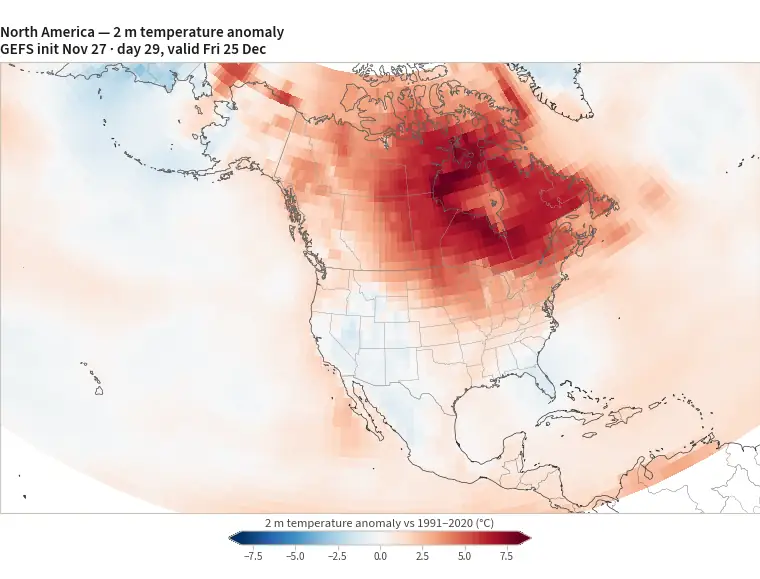 North America — 2 m temperature anomaly
GEFS init Nov 27 · day 29, valid Fri 25 Dec
2 m temperature anomaly vs 1991–2020 (°C)
−7.5 −5.0 −2.5 0.0 2.5 5.0 7.5